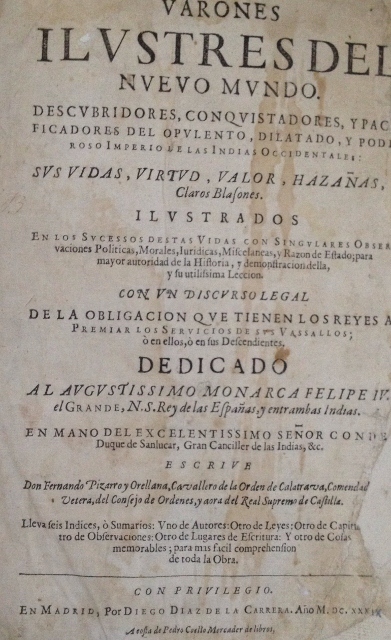 VARONES
ILVSTRES DEL
NVEVO MVNDO.
DESCVBRIDORES, CONQVISTADORES, Y PAC
FICADORES DEL OPVLENTO, DILATADO, Y PODE
ROSO IMPERIO DE LAS INDIAS OCCIDENTALES:
SVS VIDAS, VIRTVD, VALOR, HAZAÑAS,
Claros Blasones.
ILVSTRADOS
EN LOS SVCESSOS DESTAS VIDAS CON SINGVLARES OBSER
vaciones Politicas, Morales, Iuridicas, Miscelaneas, y Razon de Estado; para
mayor autoridad de la Historia, y demonstracion della,
y su utilissima Leccion.
CON VN DISCVRSO LEGAL
DE LA OBLIGACION QVE TIENEN LOS REYES A
PREMIAR LOS SERVICIOS DE SVS VASSALLOS;
ò en ellos, ò en sus Descendientes,
DEDICADO
AL AVGVSTISSIMO MONARCA FELIPE IV.
el GRANDE, N.S. Rey de las Españas, y entrambas Indias.
EN MANO DEL EXCELENTISSIMO SEÑOR CONDE
Duque de Sanlucar, Gran Canciller de las Indias, &c.
ESCRIVE
Don Fernando Pizarro y Orellana, Cavallero de la Orden de Calatrava, Comendad
Vetera, del Consejo de Ordenes, y aora del Real Supremo de Castilla.
Lleva seis Indices, ò Sumarios: Vno de Autores: Otro de Leyes: Otro de Capitu
tro de Observaciones: Otro de Lugares de Escritura: Y otro de Cosas
memorables; para mas facil comprehension
de toda la Obra.
CON PRIVILEGIO.
EN MADRID, Por DIEGO DIAZ DE LA CARRERA. Año M. DC. XXXIX
A costa de Pedro Coello Mercader de libros,